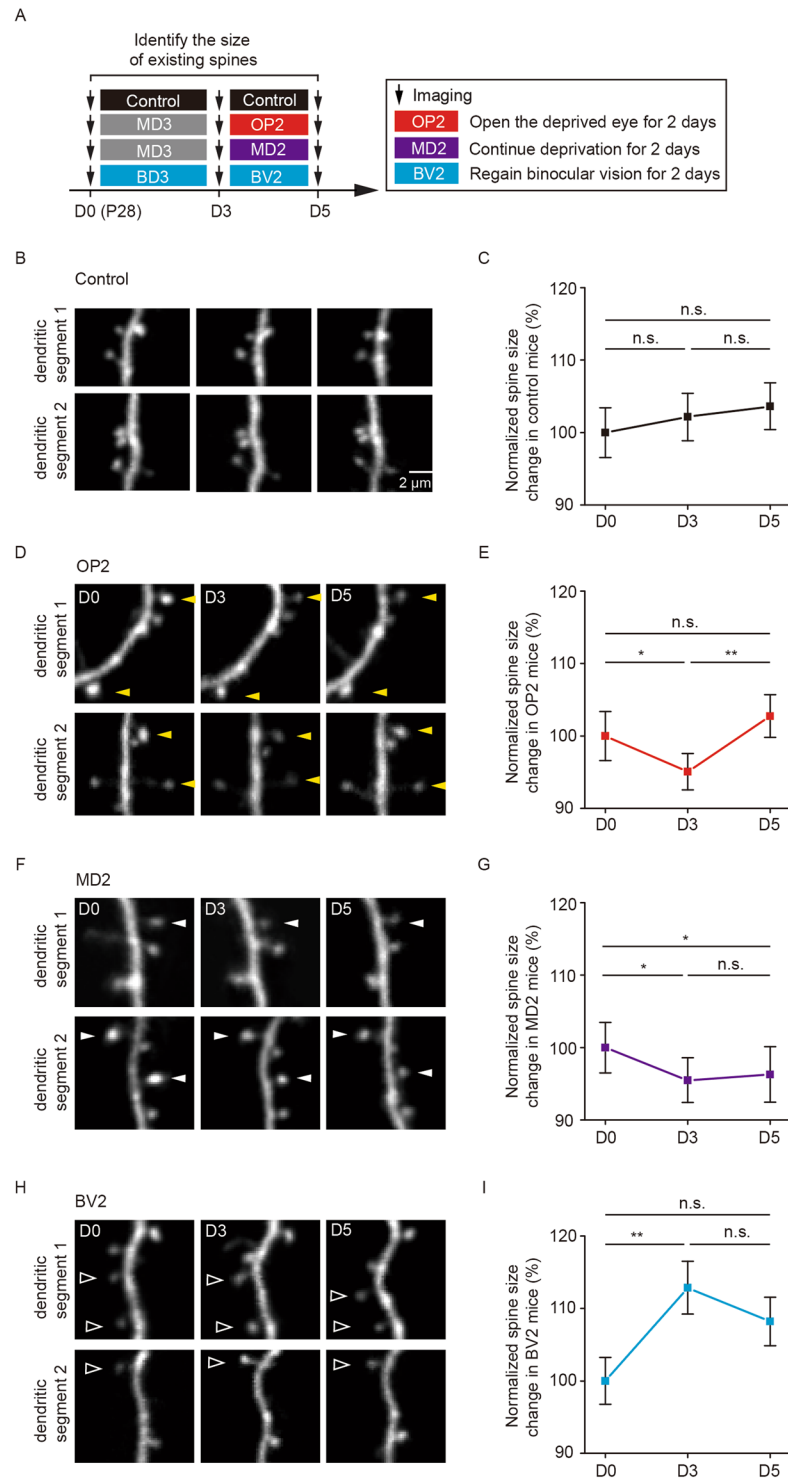 A
Identify the size
of existing spines
Control Control
MD3 OP2
MD3 MD2
BD3 BV2
D0 (P28) D3 D5
Imaging
OP2 Open the deprived eye for 2 days
MD2 Continue deprivation for 2 days
BV2 Regain binocular vision for 2 days
B
Control
dendritic
segment 1
dendritic
segment 2
2 μm
C
Normalized spine size
change in control mice (%)
120
110
100
90
n.s.
n.s. n.s.
D0 D3 D5
D
OP2
dendritic
segment 1
D0 D3 D5
dendritic
segment 2
E
Normalized spine size
change in OP2 mice (%)
120
110
100
90
n.s.
* **
D0 D3 D5
F
MD2
dendritic
segment 1
D0 D3 D5
dendritic
segment 2
G
Normalized spine size
change in MD2 mice (%)
120
110
100
90
*
* n.s.
D0 D3 D5
H
BV2
dendritic
segment 1
D0 D3 D5
dendritic
segment 2
I
Normalized spine size
change in BV2 mice (%)
120
110
100
90
n.s.
** n.s.
D0 D3 D5